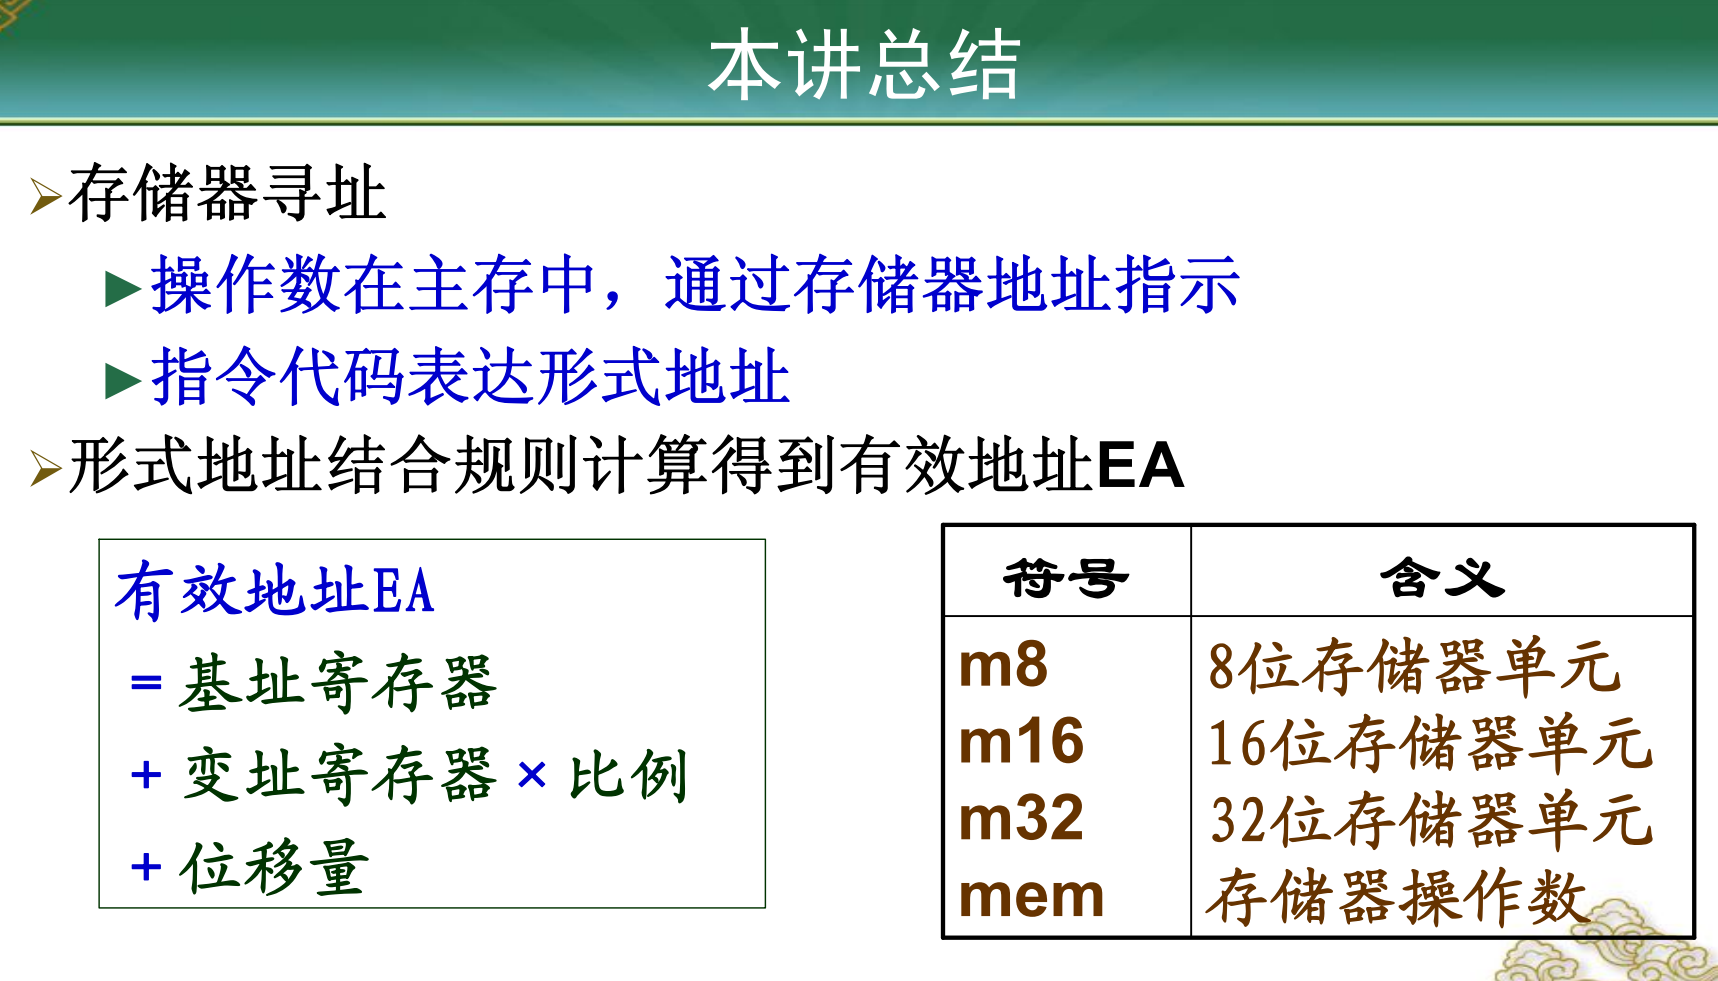 本讲总结
存储器寻址
操作数在主存中，通过存储器地址指示
指令代码表达形式地址
形式地址结合规则计算得到有效地址EA
有效地址EA
= 基址寄存器
+ 变址寄存器 × 比例
+ 位移量
符号 含义
m8 8位存储器单元
m16 16位存储器单元
m32 32位存储器单元
mem 存储器操作数